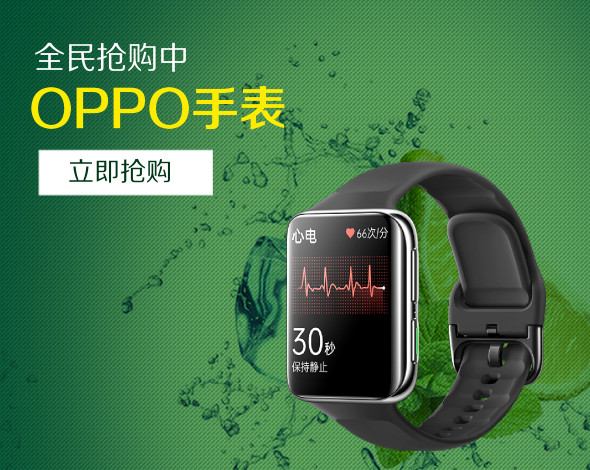 全民抢购中
OPPO手表
立即抢购
心电 66次/分
30秒
保持静止